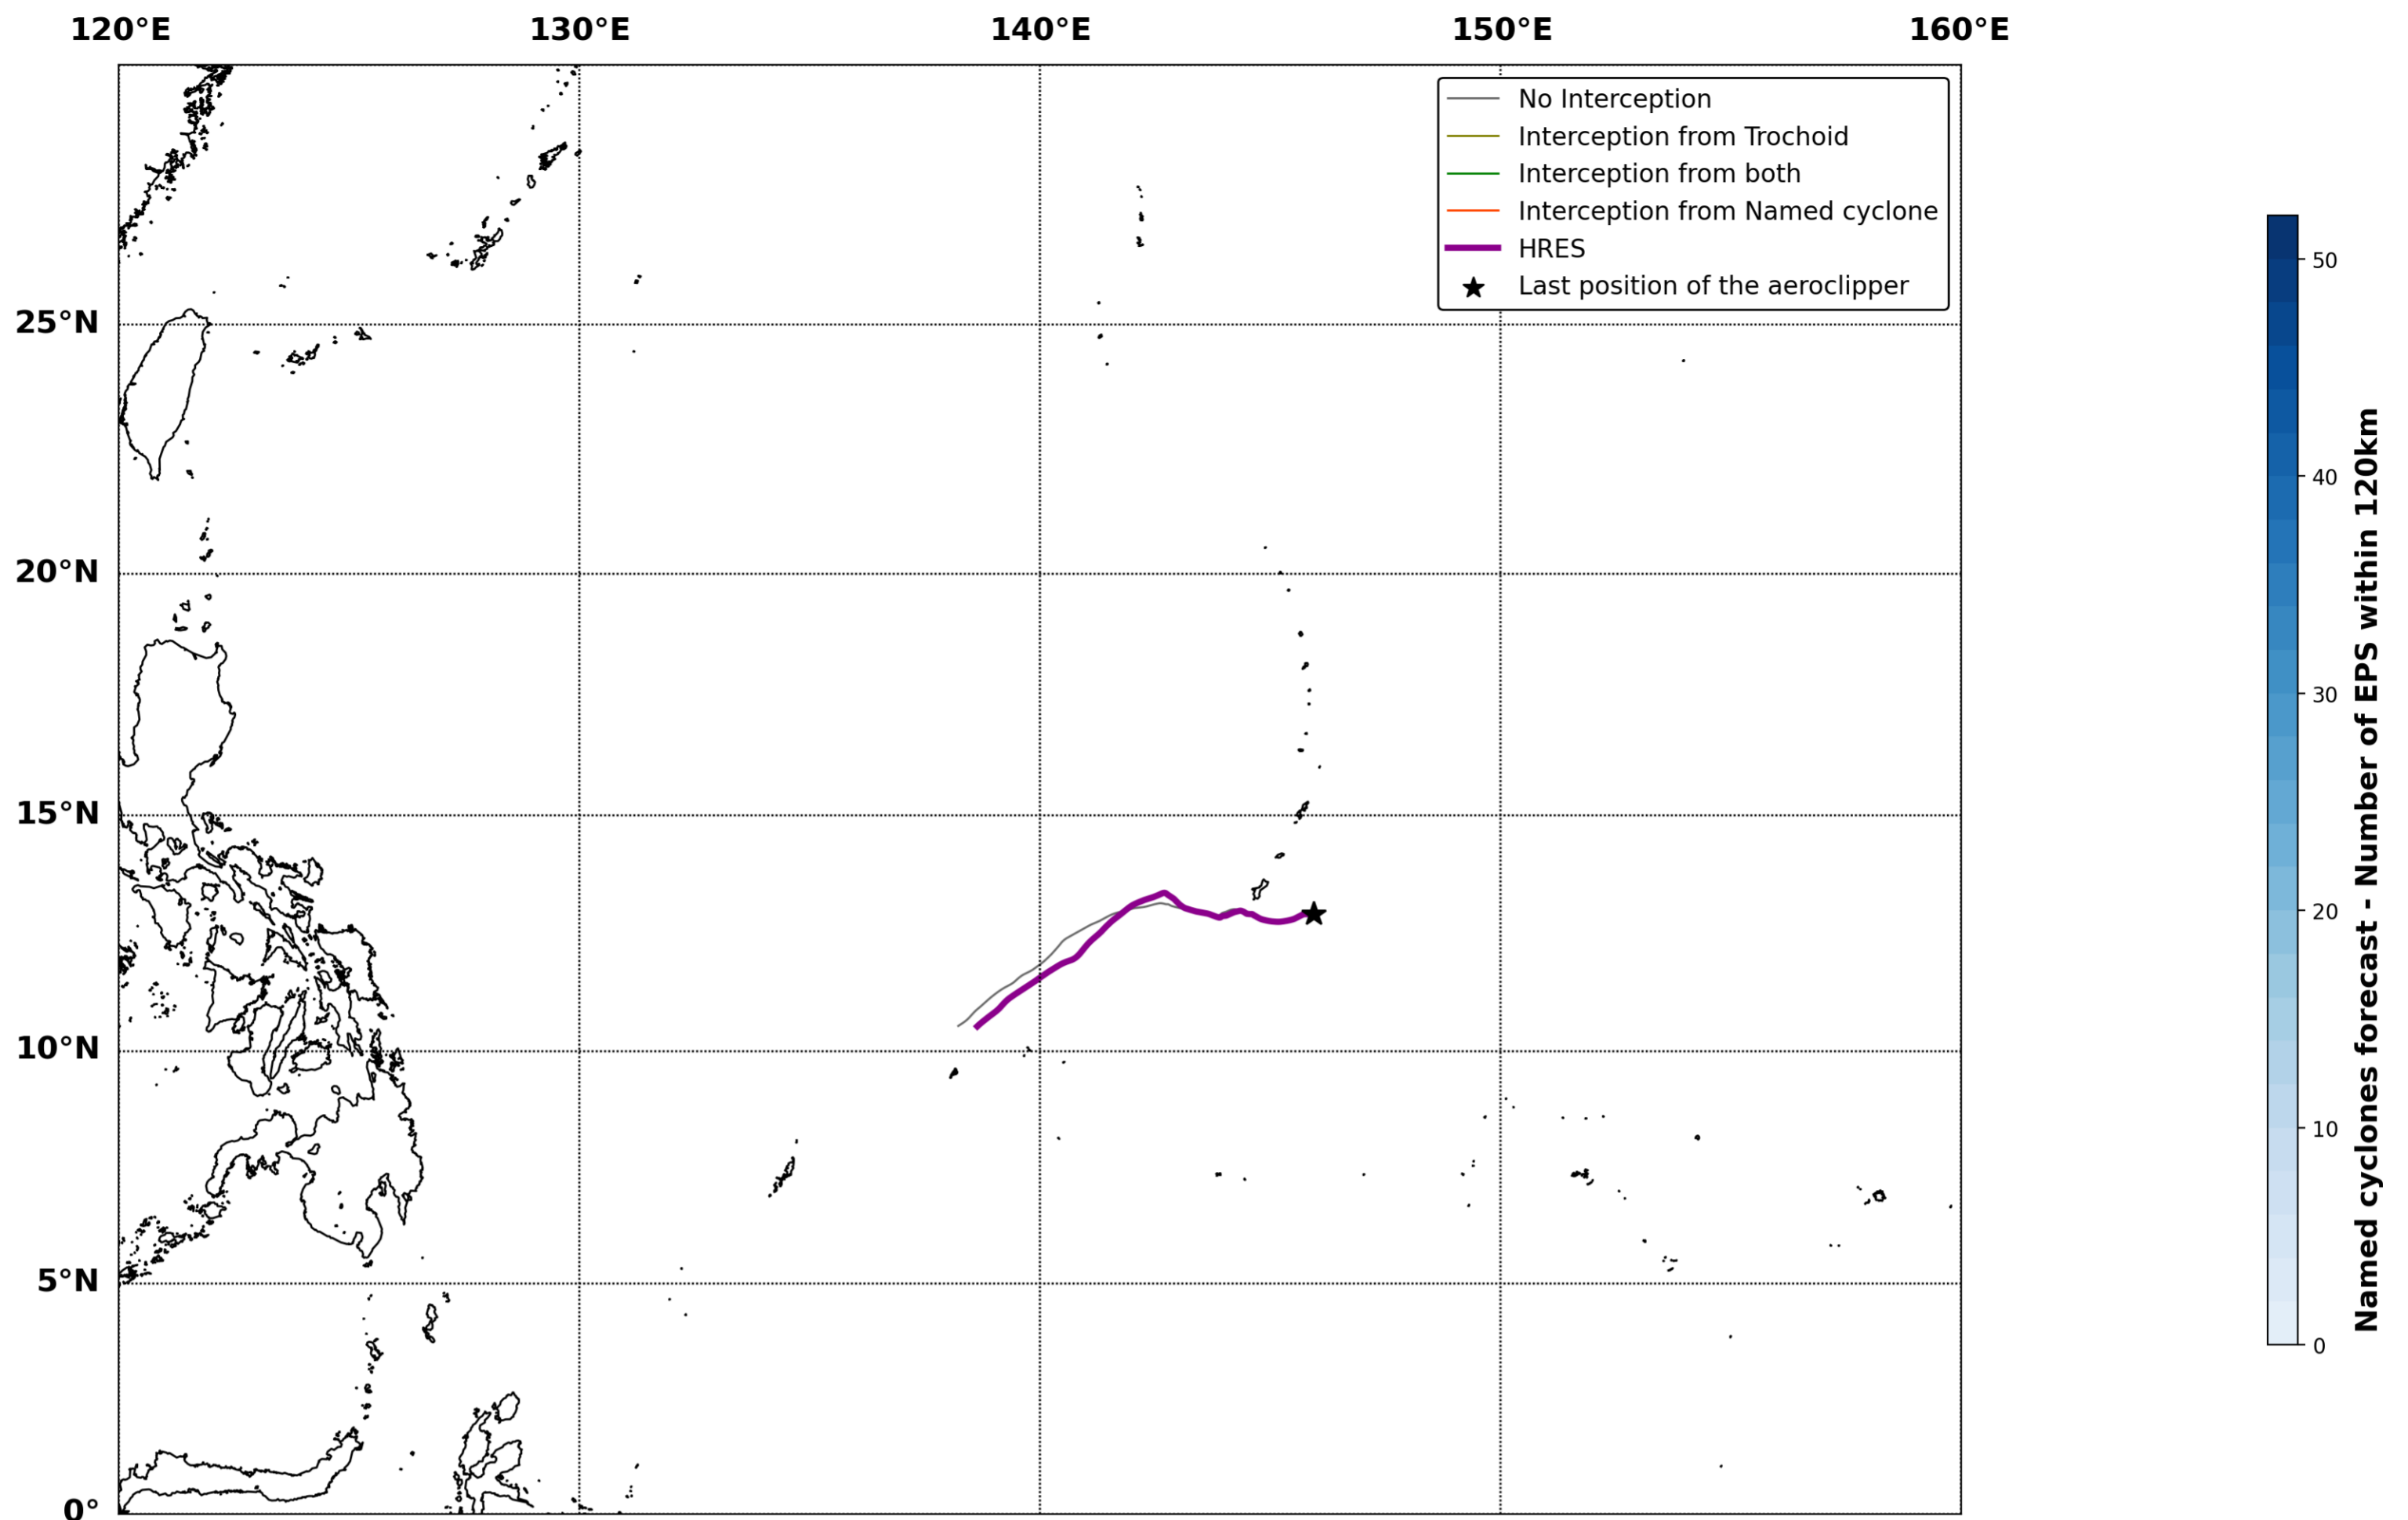 120°E 130°E 140°E 150°E 160°E
No Interception
Interception from Trochoid
Interception from both
Interception from Named cyclone
HRES
Last position of the aeroclipper
25°N
20°N
15°N
10°N
5°N
0°
50
40
30
20
10
0
Named cyclones forecast - Number of EPS within 120km